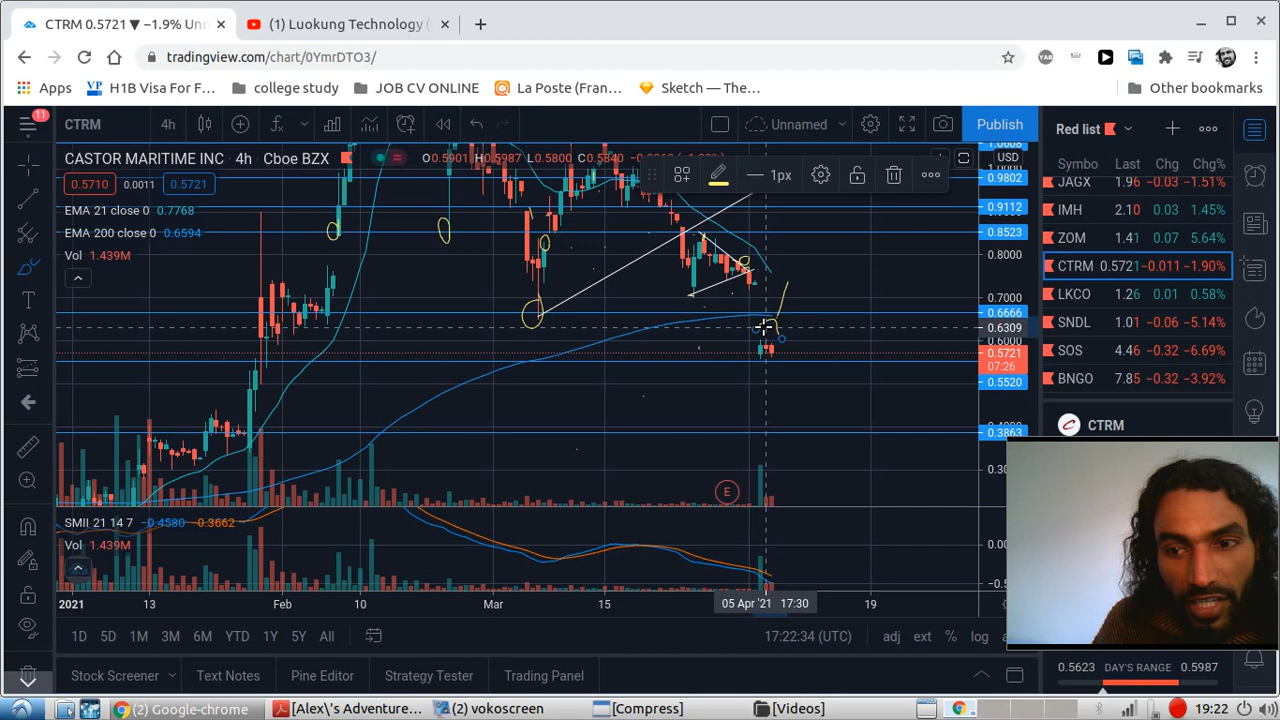 CTRM 0.5721 ▼ −1.9% Unn
(1) Luokung Technology (
tradingview.com/chart/0YmrDTO3/
Apps
H1B Visa For F...
college study
JOB CV ONLINE
La Poste (Fran...
Sketch — The...
Other bookmarks
11
CTRM
4h
Unnamed
Publish
Red list
CASTOR MARITIME INC · 4h · Cboe BZX
O0.5901 H0.5987 L0.5800 C0.5840
USD
0.5710
0.0011
0.5721
1px
EMA 21 close 0 0.7768
EMA 200 close 0 0.6594
Vol 1.439M
0.9802
0.9112
0.8523
0.8000
0.7000
0.6666
0.6309
0.6000
0.5721
07:26
0.5520
0.3863
Symbo Last Chg Chg%
JAGX 1.96 −0.03 −1.51%
IMH 2.10 0.03 1.45%
ZOM 1.41 0.07 5.64%
CTRM 0.5721 −0.011 −1.90%
LKCO 1.26 0.01 0.58%
SNDL 1.01 −0.06 −5.14%
SOS 4.46 −0.32 −6.69%
BNGO 7.85 −0.32 −3.92%
CTRM
E
SMII 21 14 7 −0.4580 −0.3662
Vol 1.439M
0.00
2021
13
Feb
10
Mar
15
05 Apr '21 17:30
19
1D 5D 1M 3M 6M YTD 1Y 5Y All
17:22:34 (UTC)
adj ext % log
0.5623 DAY'S RANGE 0.5987
Stock Screener
Text Notes
Pine Editor
Strategy Tester
Trading Panel
(2) Google-chrome
[Alex\'s Adventure...
(2) vokoscreen
[Compress]
[Videos]
19:22